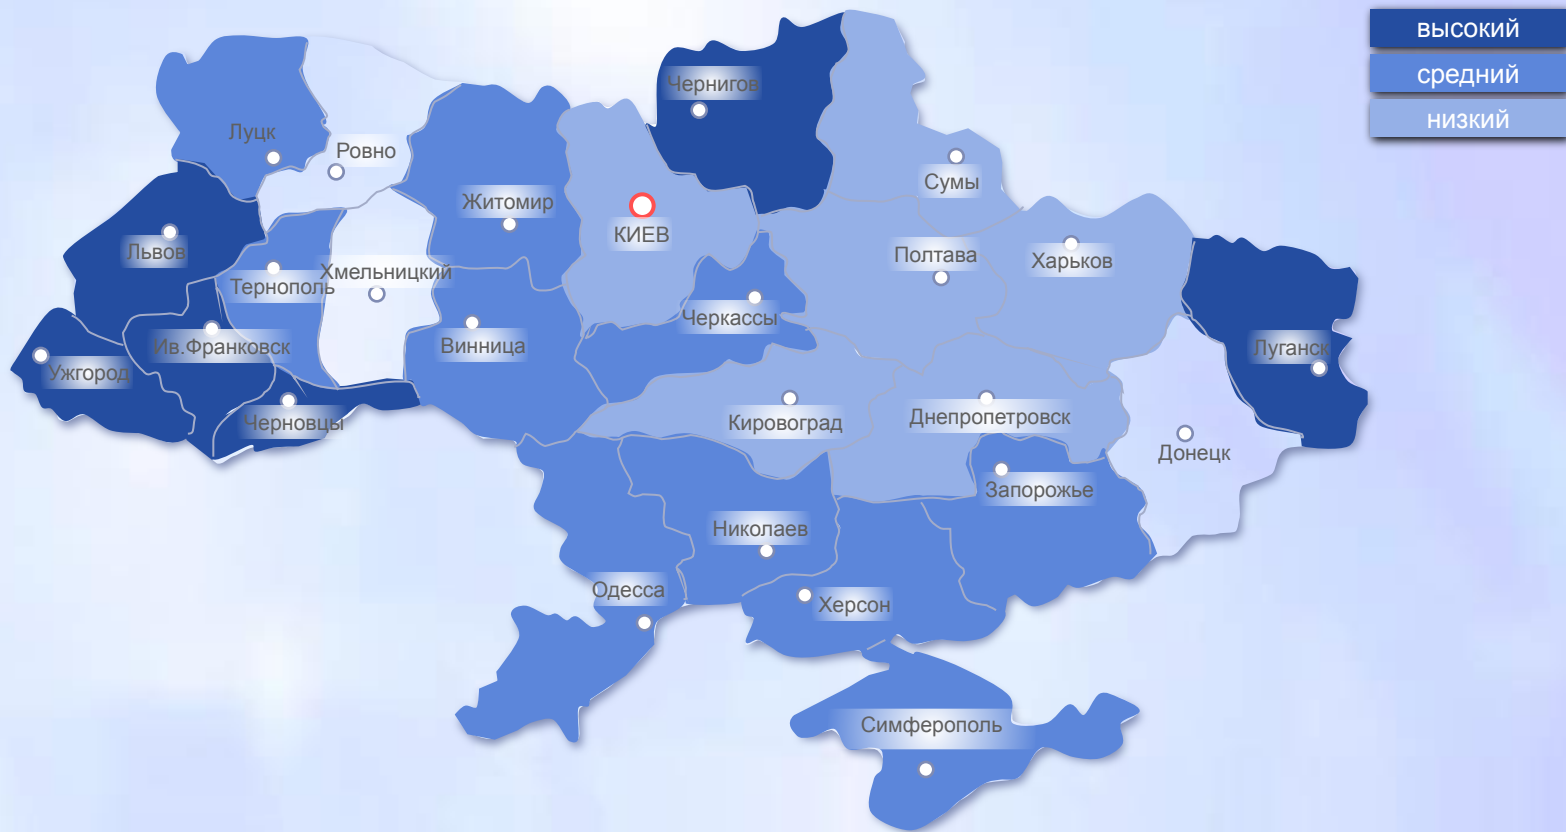 высокий
средний
низкий
Чернигов
Луцк
Ровно
Сумы
Житомир
КИЕВ
Львов
Полтава
Харьков
Хмельницкий
Тернополь
Черкассы
Винница
Ив.Франковск
Луганск
Ужгород
Черновцы
Кировоград
Днепропетровск
Донецк
Запорожье
Николаев
Одесса
Херсон
Симферополь